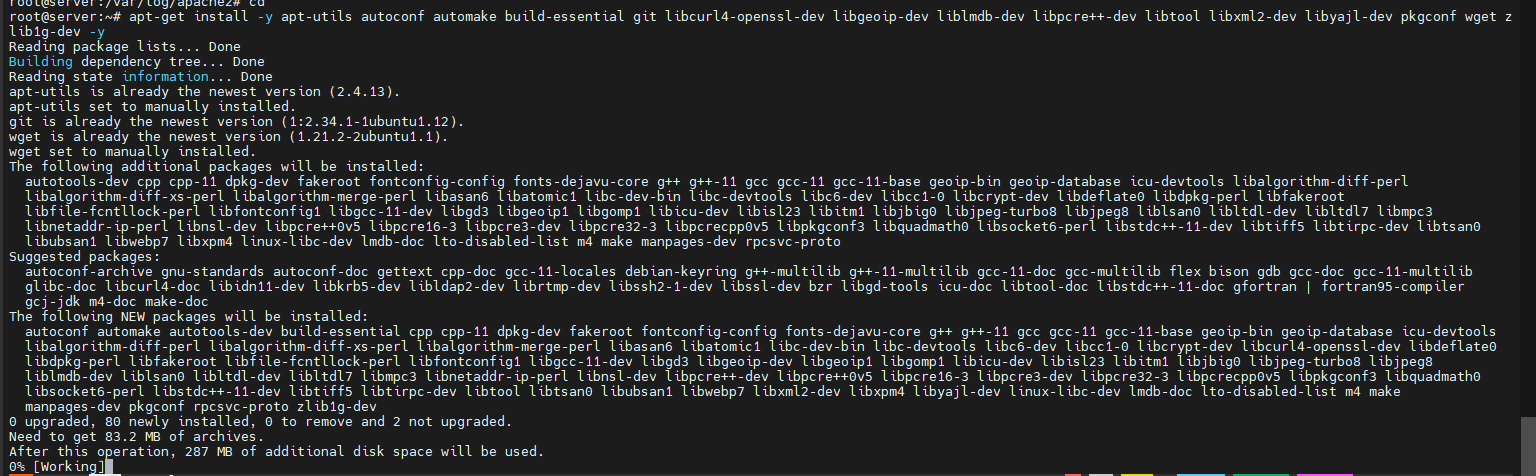 root@server:/var/log/apache2# cd
root@server:~# apt-get install -y apt-utils autoconf automake build-essential git libcurl4-openssl-dev libgeoip-dev liblmdb-dev libpcre++-dev libtool libxml2-dev libyajl-dev pkgconf wget z
lib1g-dev -y
Reading package lists... Done
Building dependency tree... Done
Reading state information... Done
apt-utils is already the newest version (2.4.13).
apt-utils set to manually installed.
git is already the newest version (1:2.34.1-1ubuntu1.12).
wget is already the newest version (1.21.2-2ubuntu1.1).
wget set to manually installed.
The following additional packages will be installed:
autotools-dev cpp cpp-11 dpkg-dev fakeroot fontconfig-config fonts-dejavu-core g++ g++-11 gcc gcc-11 gcc-11-base geoip-bin geoip-database icu-devtools libalgorithm-diff-perl
libalgorithm-diff-xs-perl libalgorithm-merge-perl libasan6 libatomic1 libc-dev-bin libc-devtools libc6-dev libcc1-0 libcrypt-dev libdeflate0 libdpkg-perl libfakeroot
libfile-fcntllock-perl libfontconfig1 libgcc-11-dev libgd3 libgeoip1 libgomp1 libicu-dev libisl23 libitm1 libjbig0 libjpeg-turbo8 libjpeg8 liblsan0 libltdl-dev libltdl7 libmpc3
libnetaddr-ip-perl libnsl-dev libpcre++0v5 libpcre16-3 libpcre3-dev libpcre32-3 libpcrecpp0v5 libpkgconf3 libquadmath0 libsocket6-perl libstdc++-11-dev libtiff5 libtirpc-dev libtsan0
libubsan1 libwebp7 libxpm4 linux-libc-dev lmdb-doc lto-disabled-list m4 make manpages-dev rpcsvc-proto
Suggested packages:
autoconf-archive gnu-standards autoconf-doc gettext cpp-doc gcc-11-locales debian-keyring g++-multilib g++-11-multilib gcc-11-doc gcc-multilib flex bison gdb gcc-doc gcc-11-multilib
glibc-doc libcurl4-doc libidn11-dev libkrb5-dev libldap2-dev librtmp-dev libssh2-1-dev libssl-dev bzr libgd-tools icu-doc libtool-doc libstdc++-11-doc gfortran | fortran95-compiler
gcj-jdk m4-doc make-doc
The following NEW packages will be installed:
autoconf automake autotools-dev build-essential cpp cpp-11 dpkg-dev fakeroot fontconfig-config fonts-dejavu-core g++ g++-11 gcc gcc-11 gcc-11-base geoip-bin geoip-database icu-devtools
libalgorithm-diff-perl libalgorithm-diff-xs-perl libalgorithm-merge-perl libasan6 libatomic1 libc-dev-bin libc-devtools libc6-dev libcc1-0 libcrypt-dev libcurl4-openssl-dev libdeflate0
libdpkg-perl libfakeroot libfile-fcntllock-perl libfontconfig1 libgcc-11-dev libgd3 libgeoip-dev libgeoip1 libgomp1 libicu-dev libisl23 libitm1 libjbig0 libjpeg-turbo8 libjpeg8
liblmdb-dev liblsan0 libltdl-dev libltdl7 libmpc3 libnetaddr-ip-perl libnsl-dev libpcre++-dev libpcre++0v5 libpcre16-3 libpcre3-dev libpcre32-3 libpcrecpp0v5 libpkgconf3 libquadmath0
libsocket6-perl libstdc++-11-dev libtiff5 libtirpc-dev libtool libtsan0 libubsan1 libwebp7 libxml2-dev libxpm4 libyajl-dev linux-libc-dev lmdb-doc lto-disabled-list m4 make
manpages-dev pkgconf rpcsvc-proto zlib1g-dev
0 upgraded, 80 newly installed, 0 to remove and 2 not upgraded.
Need to get 83.2 MB of archives.
After this operation, 287 MB of additional disk space will be used.
0% [Working]